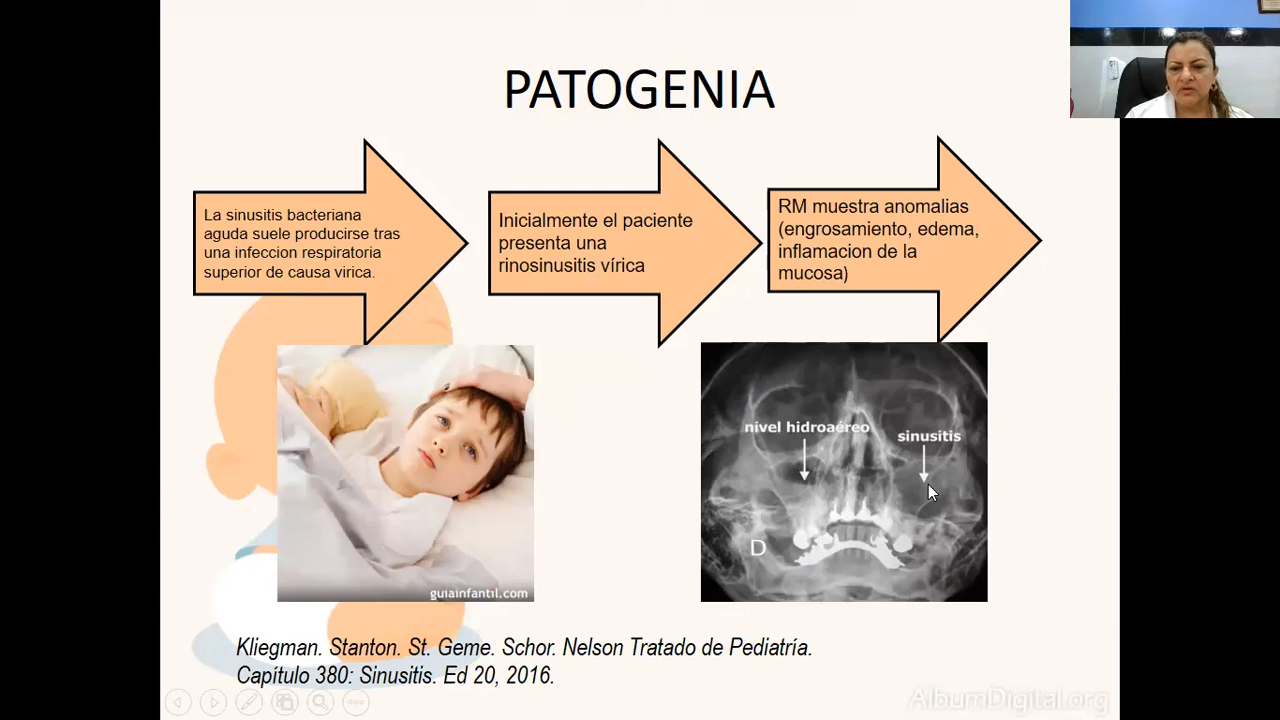 PATOGENIA
La sinusitis bacteriana
aguda suele producirse tras
una infeccion respiratoria
superior de causa virica.
Inicialmente el paciente
presenta una
rinosinusitis vírica
RM muestra anomalias
(engrosamiento, edema,
inflamacion de la
mucosa)
nivel hidroaéreo
sinusitis
D
guiainfantil.com
Kliegman. Stanton. St. Geme. Schor. Nelson Tratado de Pediatría.
Capítulo 380: Sinusitis. Ed 20, 2016.
AlbumDigital.org